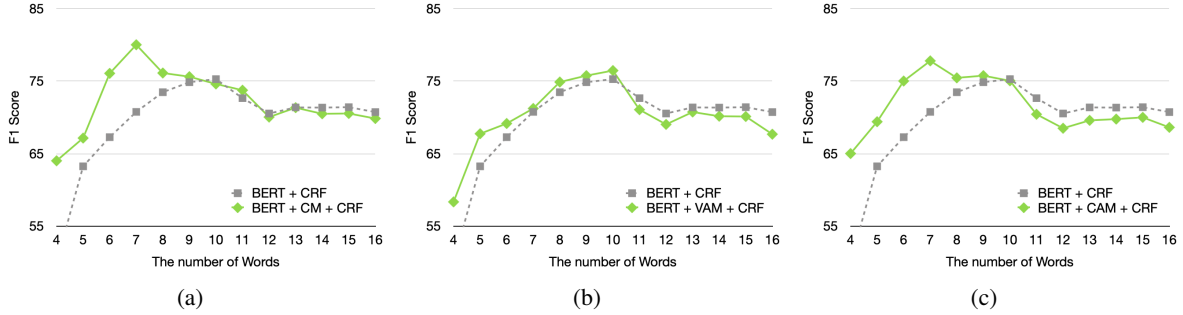 85
75
65
55
F1 Score
BERT + CRF
BERT + CM + CRF
4 5 6 7 8 9 10 11 12 13 14 15 16
The number of Words
(a)
85
75
65
55
F1 Score
BERT + CRF
BERT + VAM + CRF
4 5 6 7 8 9 10 11 12 13 14 15 16
The number of Words
(b)
85
75
65
55
F1 Score
BERT + CRF
BERT + CAM + CRF
4 5 6 7 8 9 10 11 12 13 14 15 16
The number of Words
(c)